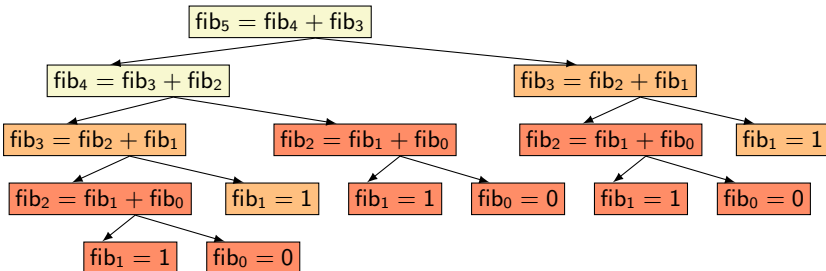 fib₅ = fib₄ + fib₃
fib₄ = fib₃ + fib₂
fib₃ = fib₂ + fib₁
fib₃ = fib₂ + fib₁
fib₂ = fib₁ + fib₀
fib₂ = fib₁ + fib₀
fib₁ = 1
fib₂ = fib₁ + fib₀
fib₁ = 1
fib₁ = 1
fib₀ = 0
fib₁ = 1
fib₀ = 0
fib₁ = 1
fib₀ = 0